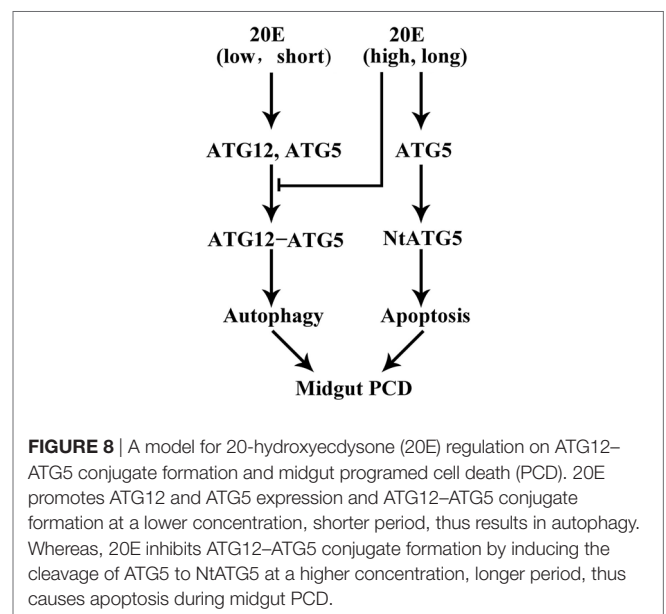 20E 20E
(low, short) (high, long)
ATG12, ATG5 ATG5
ATG12–ATG5 NtATG5
Autophagy Apoptosis
Midgut PCD
FIGURE 8 | A model for 20-hydroxyecdysone (20E) regulation on ATG12–
ATG5 conjugate formation and midgut programed cell death (PCD). 20E
promotes ATG12 and ATG5 expression and ATG12–ATG5 conjugate
formation at a lower concentration, shorter period, thus results in autophagy.
Whereas, 20E inhibits ATG12–ATG5 conjugate formation by inducing the
cleavage of ATG5 to NtATG5 at a higher concentration, longer period, thus
causes apoptosis during midgut PCD.